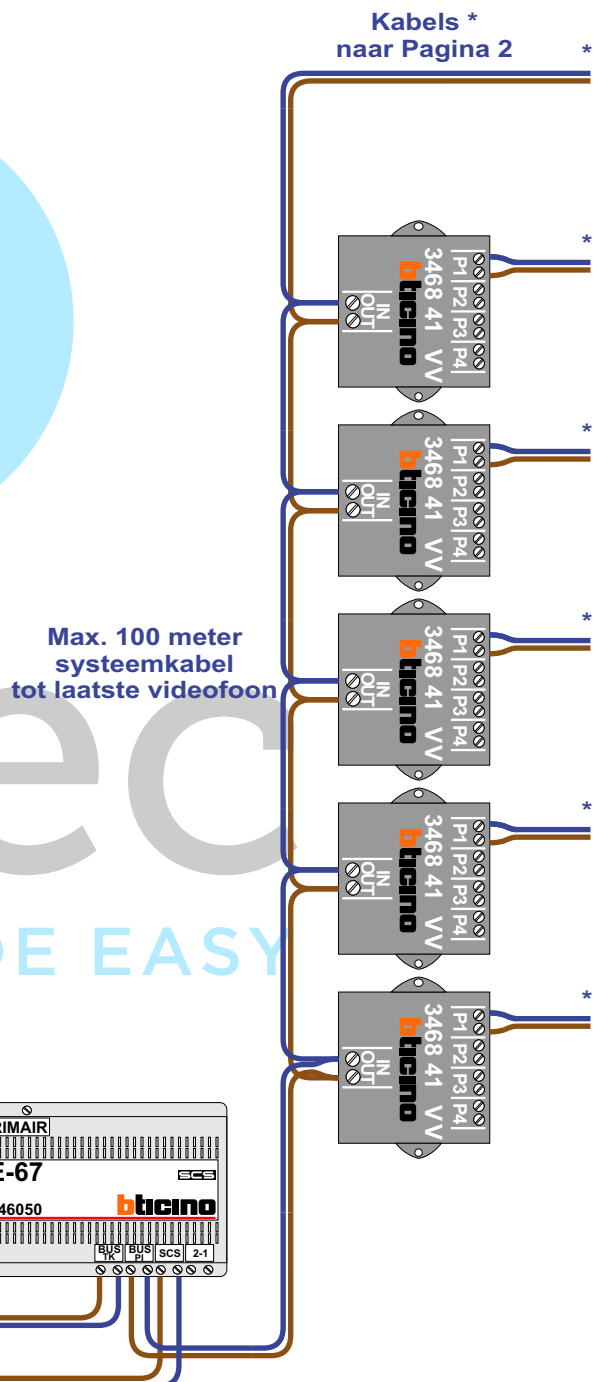 Kabels *
naar Pagina 2
*
*
3468 41 VV
bticino
IN
OUT
P1 P2 P3 P4
*
3468 41 VV
bticino
IN
OUT
P1 P2 P3 P4
*
3468 41 VV
bticino
IN
OUT
P1 P2 P3 P4
Max. 100 meter
systeemkabel
tot laatste videofoon
ec
*
3468 41 VV
bticino
IN
OUT
P1 P2 P3 P4
DE EASY
*
3468 41 VV
bticino
IN
OUT
P1 P2 P3 P4
RIMAIR
E-67
SCS
46050
bticino
BUS TK
BUS PI
SCS
2-1